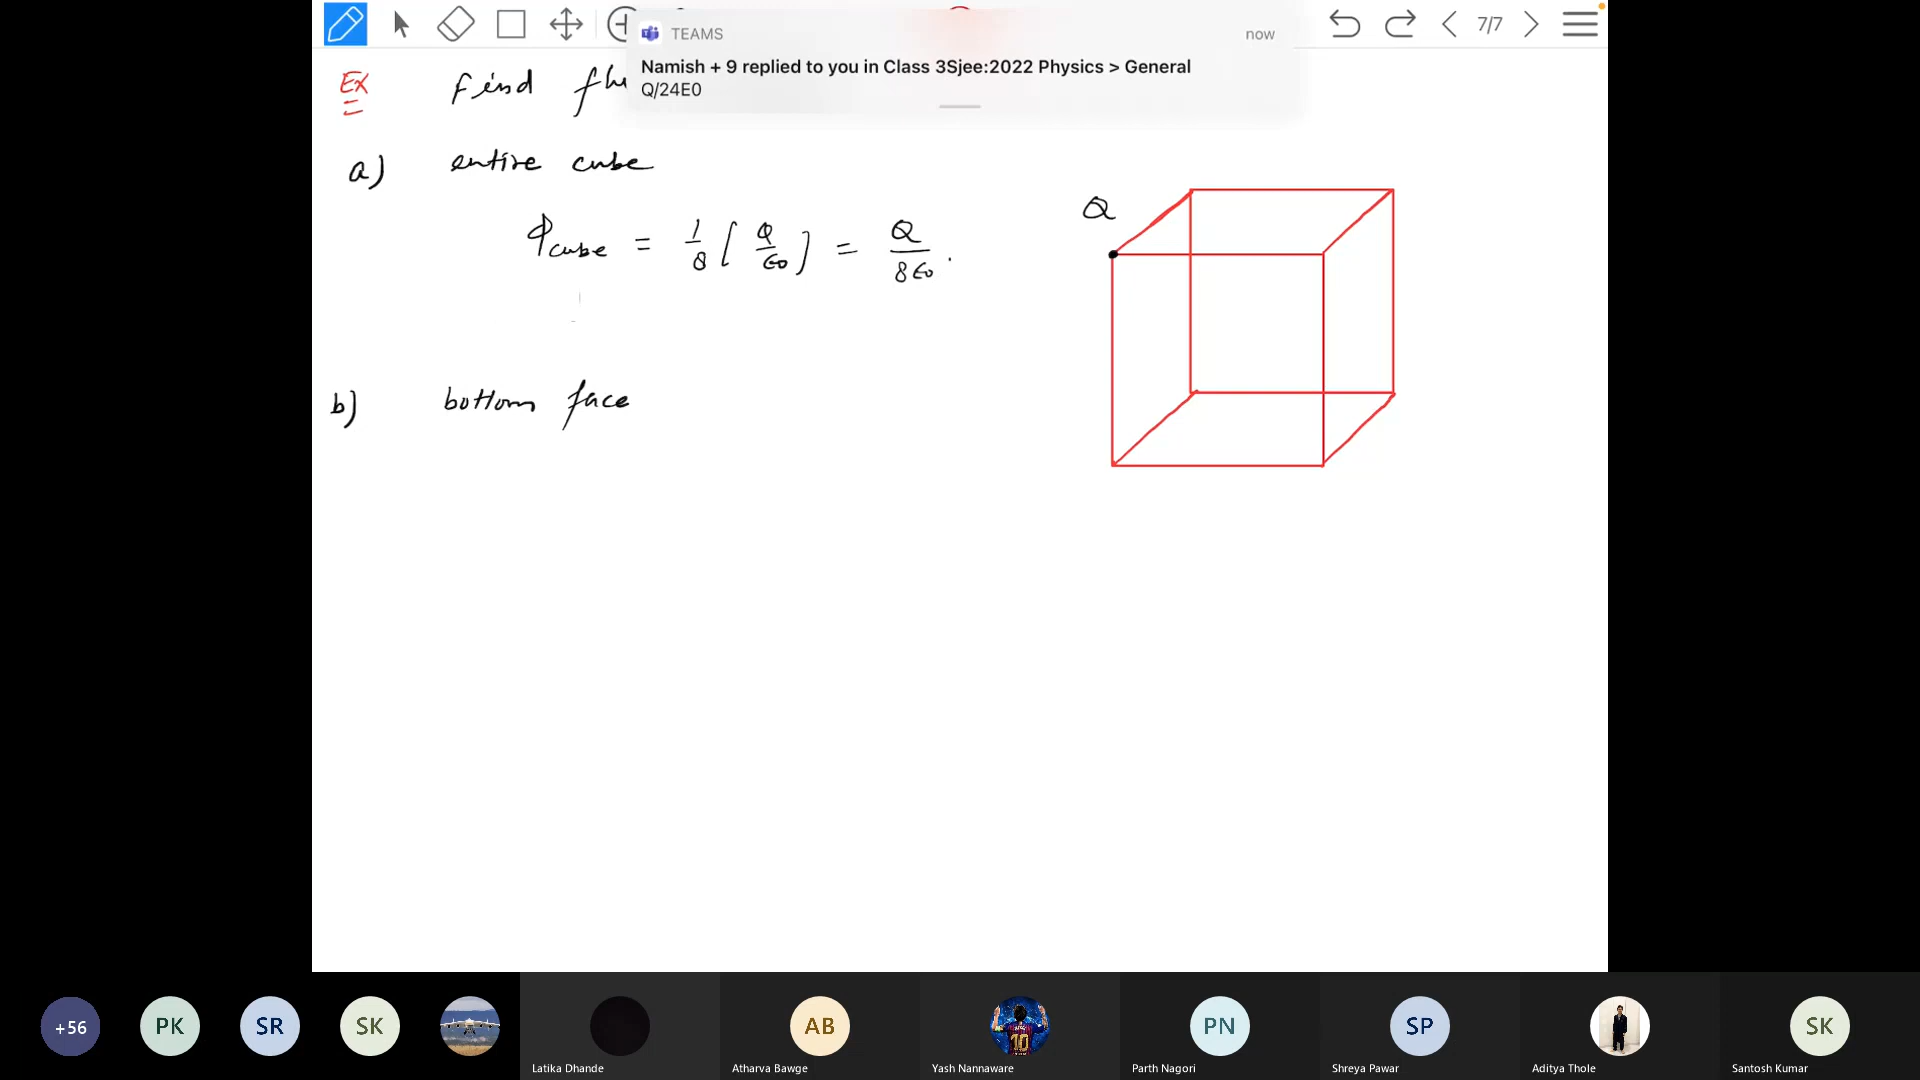 7/7
TEAMS
now
Namish + 9 replied to you in Class 3Sjee:2022 Physics > General
Q/24E0
Ex
Find
a) entire cube
Φcube = 1/8 [Q/ε0] = Q/8ε0.
Q
b) bottom face
+56
PK
SR
SK
AB
10
PN
SP
SK
Latika Dhande
Atharva Bawge
Yash Nannaware
Parth Nagori
Shreya Pawar
Aditya Thole
Santosh Kumar